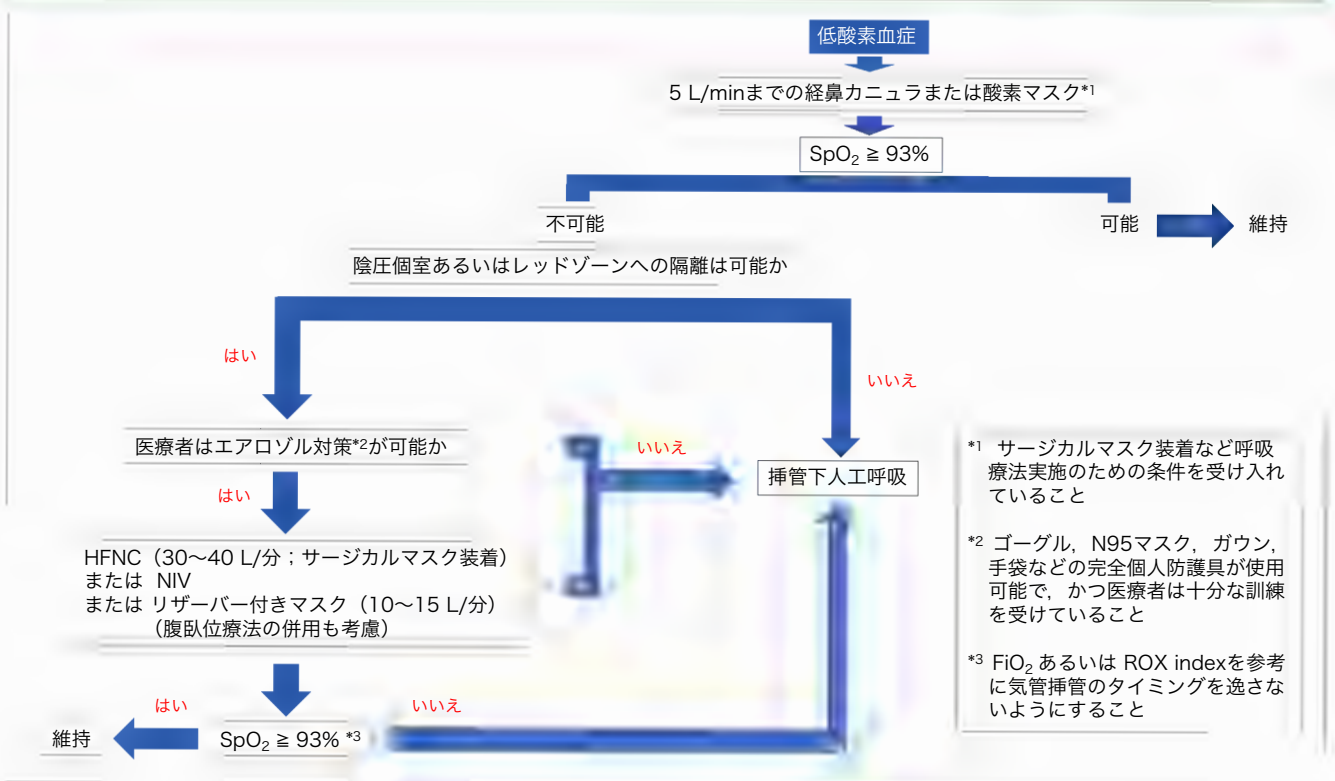 低酸素血症
5 L/minまでの経鼻カニュラまたは酸素マスク*1
SpO2 ≧ 93%
不可能
可能
維持
陰圧個室あるいはレッドゾーンへの隔離は可能か
はい
いいえ
医療者はエアロゾル対策*2が可能か
いいえ
挿管下人工呼吸
はい
HFNC（30〜40 L/分；サージカルマスク装着）
または NIV
または リザーバー付きマスク（10〜15 L/分）
（腹臥位療法の併用も考慮）
はい
いいえ
維持
SpO2 ≧ 93% *3
*1 サージカルマスク装着など呼吸
療法実施のための条件を受け入れ
ていること
*2 ゴーグル，N95マスク，ガウン，
手袋などの完全個人防護具が使用
可能で，かつ医療者は十分な訓練
を受けていること
*3 FiO2 あるいは ROX indexを参考
に気管挿管のタイミングを逸さな
いようにすること